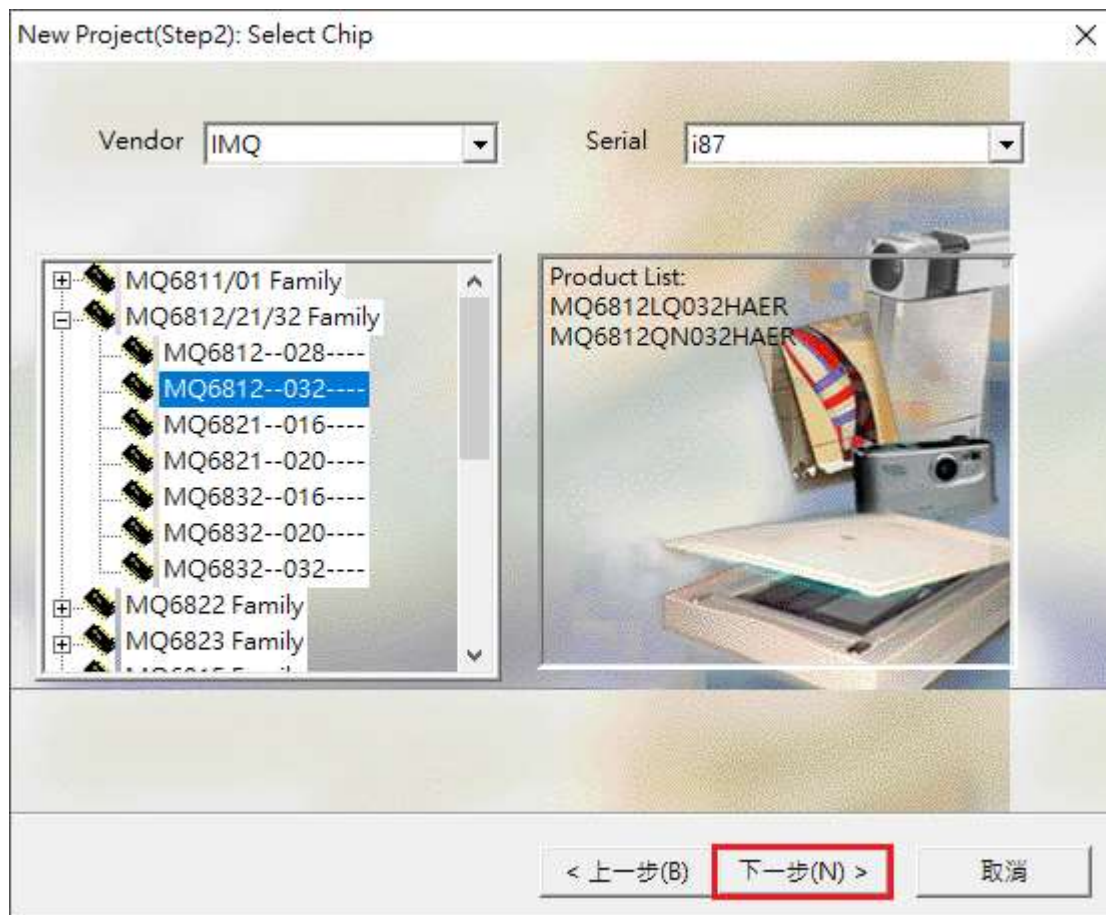 New Project(Step2): Select Chip
Vendor IMQ
Serial i87
MQ6811/01 Family
MQ6812/21/32 Family
MQ6812--028----
MQ6812--032----
MQ6821--016----
MQ6821--020----
MQ6832--016----
MQ6832--020----
MQ6832--032----
MQ6822 Family
MQ6823 Family
Product List:
MQ6812LQ032HAER
MQ6812QN032HAER
< 上一步(B)
下一步(N) >
取消